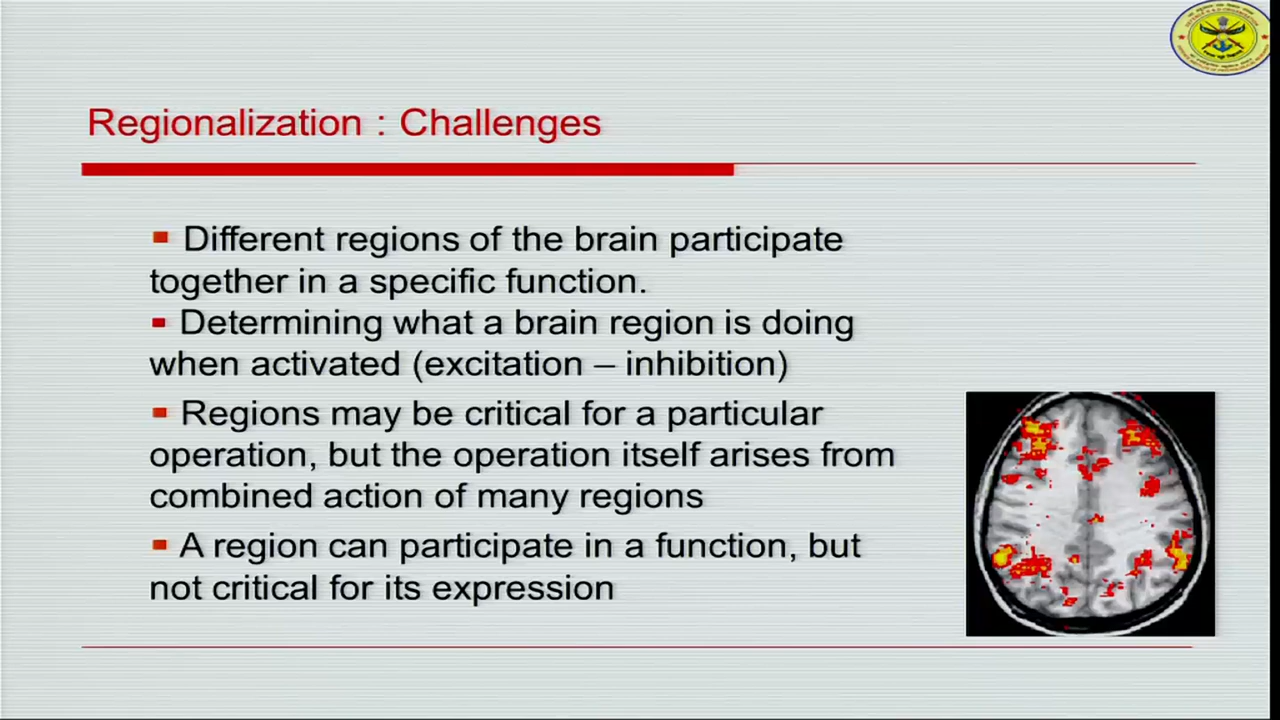 Regionalization : Challenges
Different regions of the brain participate
together in a specific function.
Determining what a brain region is doing
when activated (excitation – inhibition)
Regions may be critical for a particular
operation, but the operation itself arises from
combined action of many regions
A region can participate in a function, but
not critical for its expression